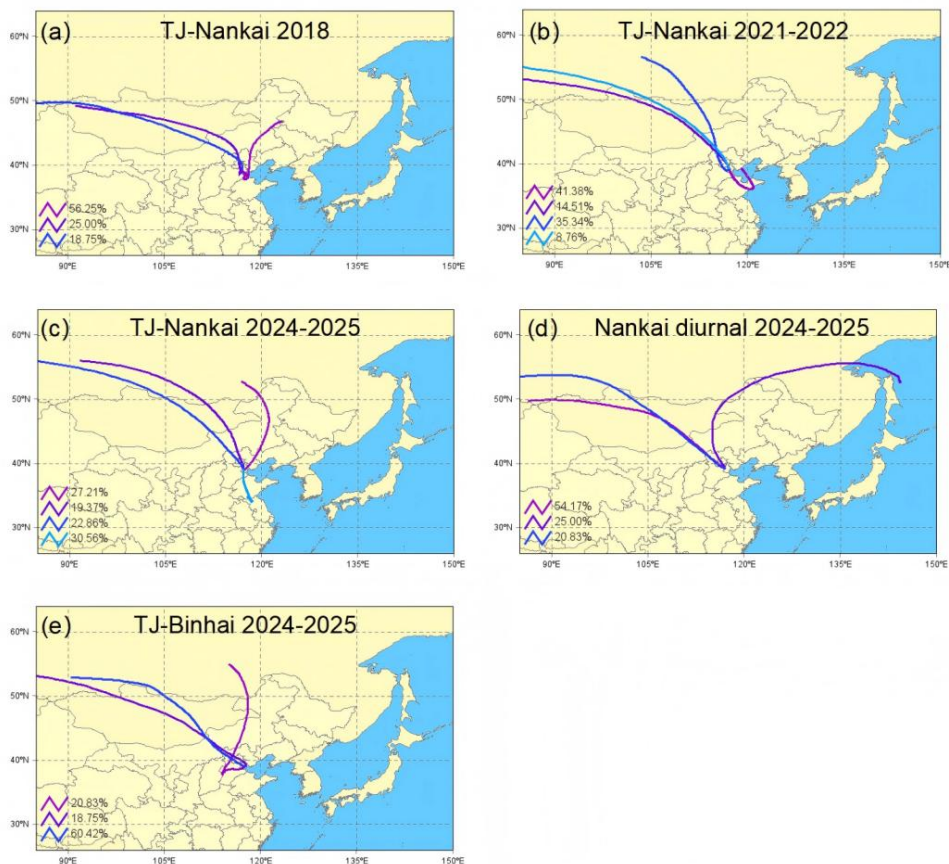 (a) TJ-Nankai 2018
60°N
50°N
40°N
30°N
56.25%
25.00%
18.75%
90°E 105°E 120°E 135°E 150°E
(b) TJ-Nankai 2021-2022
60°N
50°N
40°N
30°N
41.38%
14.51%
35.34%
8.76%
90°E 105°E 120°E 135°E 150°E
(c) TJ-Nankai 2024-2025
60°N
50°N
40°N
30°N
27.21%
19.37%
22.86%
30.56%
90°E 105°E 120°E 135°E 150°E
(d) Nankai diurnal 2024-2025
60°N
50°N
40°N
30°N
54.17%
25.00%
20.83%
90°E 105°E 120°E 135°E 150°E
(e) TJ-Binhai 2024-2025
60°N
50°N
40°N
30°N
20.83%
18.75%
60.42%
90°E 105°E 120°E 135°E 150°E